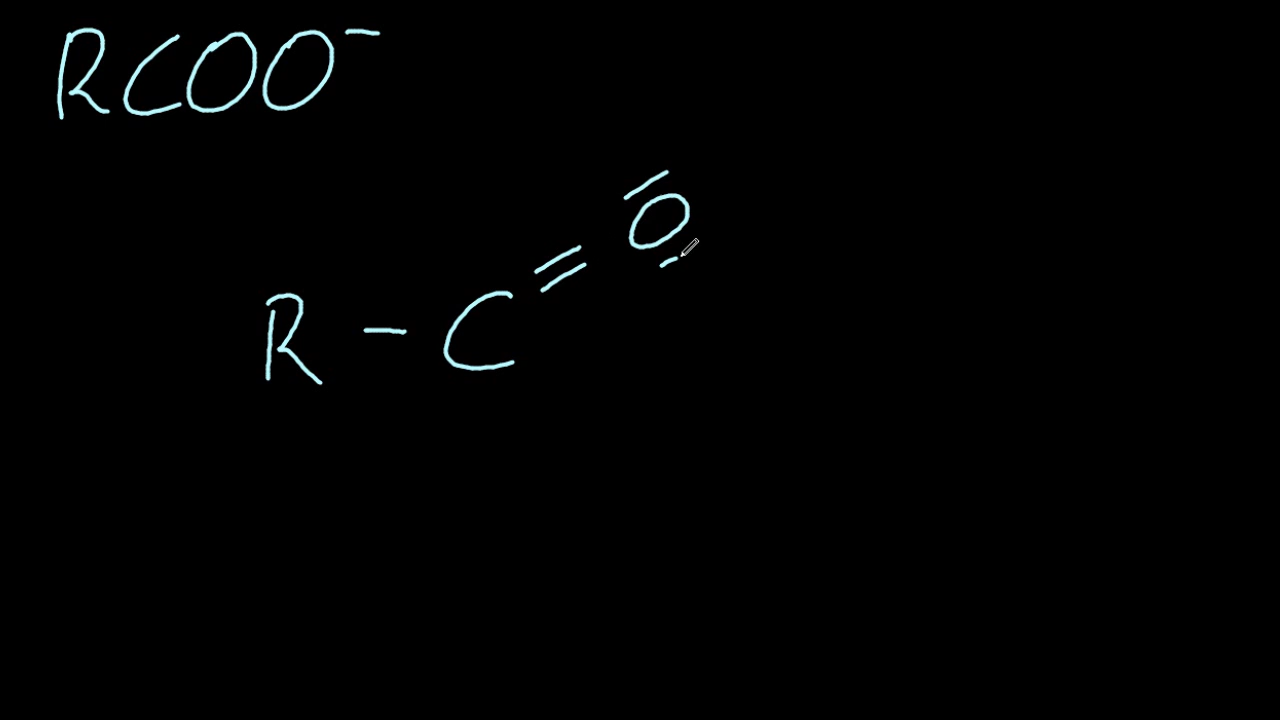 RCOO⁻
R – C = O